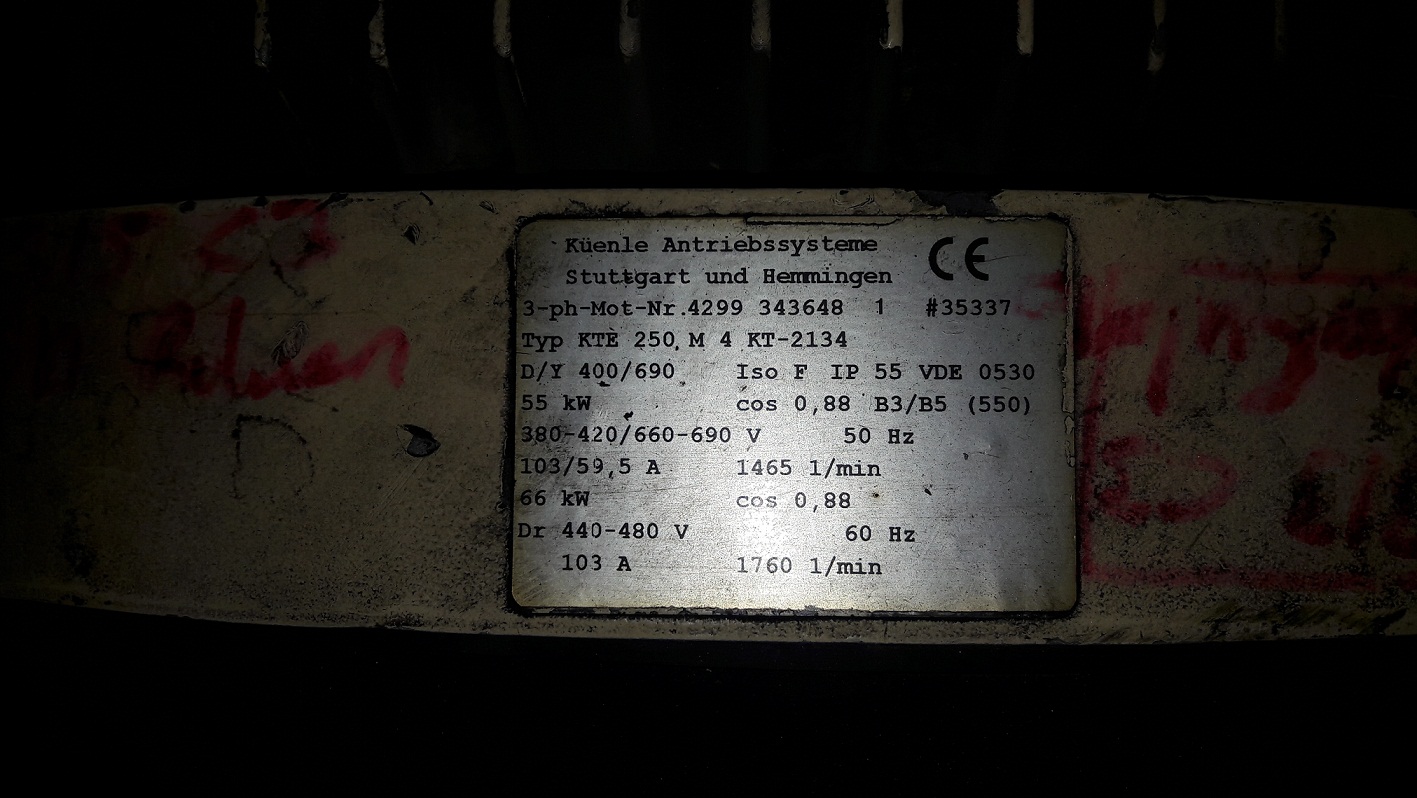 Küenle Antriebssysteme CE
Stuttgart und Hemmingen
3-ph-Mot-Nr.4299 343648 1 #35337
Typ KTE 250 M 4 KT-2134
D/Y 400/690 Iso F IP 55 VDE 0530
55 kW cos 0,88 B3/B5 (550)
380-420/660-690 V 50 Hz
103/59,5 A 1465 1/min
66 kW cos 0,88
Dr 440-480 V 60 Hz
103 A 1760 1/min